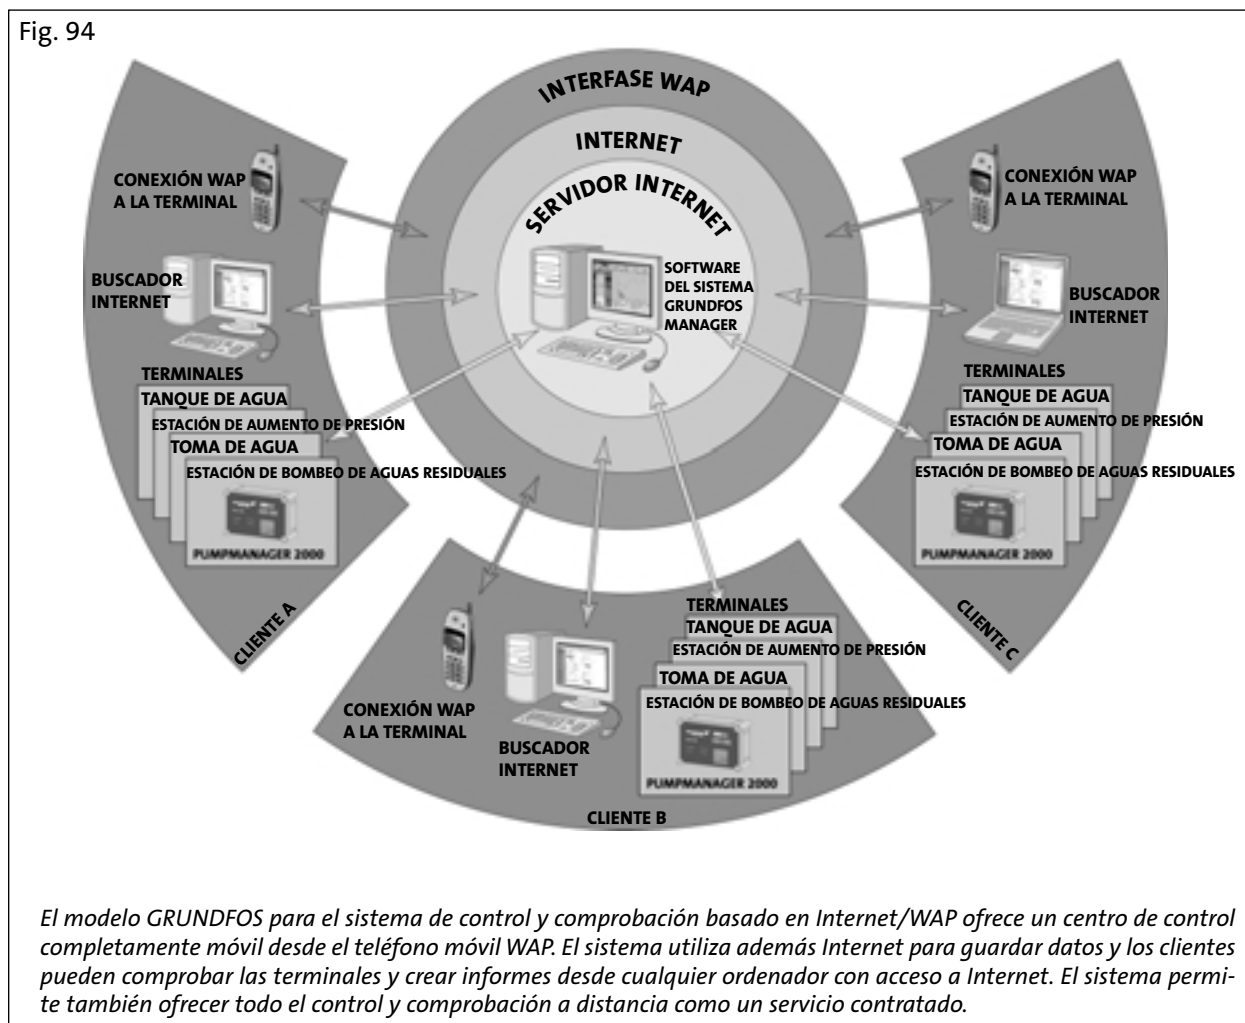 Fig. 94
INTERFASE WAP
INTERNET
SERVIDOR INTERNET
SOFTWARE
DEL SISTEMA
GRUNDFOS
MANAGER
CONEXIÓN WAP
A LA TERMINAL
BUSCADOR
INTERNET
TERMINALES
TANQUE DE AGUA
ESTACIÓN DE AUMENTO DE PRESIÓN
TOMA DE AGUA
ESTACIÓN DE BOMBEO DE AGUAS RESIDUALES
PUMPMANAGER 2000
CLIENTE A
CONEXIÓN WAP
A LA TERMINAL
BUSCADOR
INTERNET
TERMINALES
TANQUE DE AGUA
ESTACIÓN DE AUMENTO DE PRESIÓN
TOMA DE AGUA
ESTACIÓN DE BOMBEO DE AGUAS RESIDUALES
PUMPMANAGER 2000
CLIENTE B
CONEXIÓN WAP
A LA TERMINAL
BUSCADOR
INTERNET
TERMINALES
TANQUE DE AGUA
ESTACIÓN DE AUMENTO DE PRESIÓN
TOMA DE AGUA
ESTACIÓN DE BOMBEO DE AGUAS RESIDUALES
PUMPMANAGER 2000
CLIENTE C
El modelo GRUNDFOS para el sistema de control y comprobación basado en Internet/WAP ofrece un centro de control
completamente móvil desde el teléfono móvil WAP. El sistema utiliza además Internet para guardar datos y los clientes
pueden comprobar las terminales y crear informes desde cualquier ordenador con acceso a Internet. El sistema permi-
te también ofrecer todo el control y comprobación a distancia como un servicio contratado.